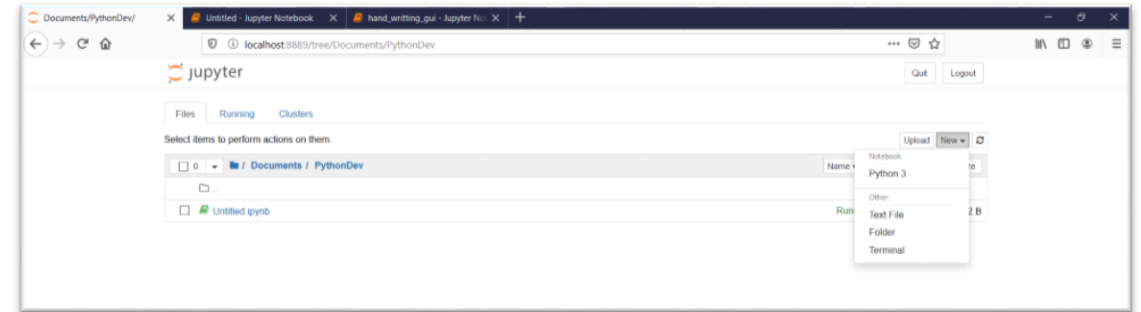 Documents/PythonDev/ Untitled - Jupyter Notebook hand_writting_gui - Jupyter No
localhost:8889/tree/Documents/PythonDev
jupyter Quit Logout
Files Running Clusters
Select items to perform actions on them. Upload New
0 / Documents / PythonDev Name
Notebook:
Python 3
..
Other:
Untitled.ipynb
Text File
Folder
Terminal